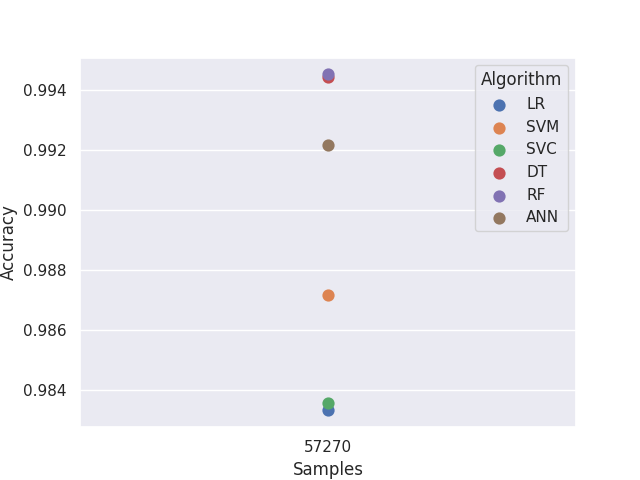 Algorithm
LR
SVM
SVC
DT
RF
ANN
0.994
0.992
0.990
0.988
0.986
0.984
Accuracy
57270
Samples